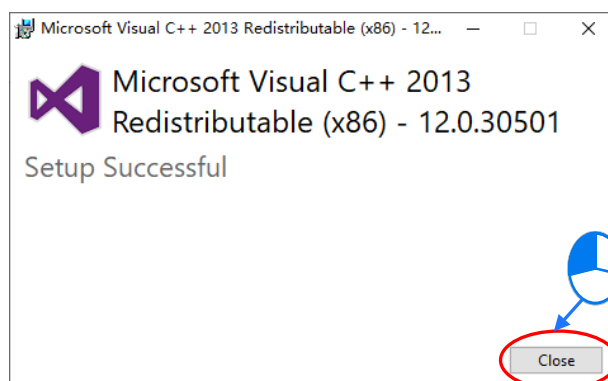 Microsoft Visual C++ 2013 Redistributable (x86) - 12...
Microsoft Visual C++ 2013
Redistributable (x86) - 12.0.30501
Setup Successful
Close